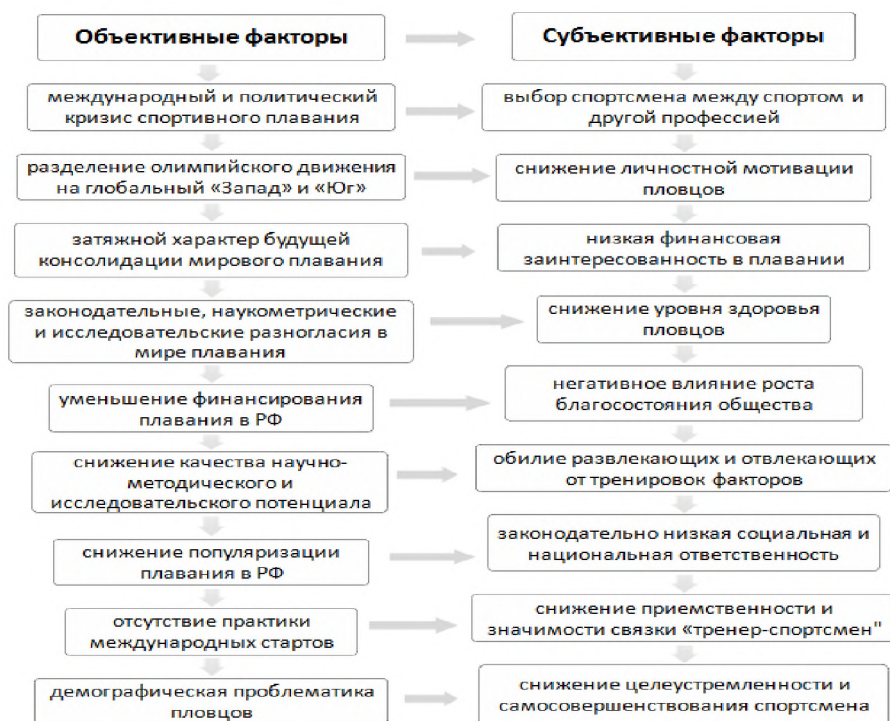 Объективные факторы
Субъективные факторы
международный и политический
кризис спортивного плавания
выбор спортсмена между спортом и
другой профессией
разделение олимпийского движения
на глобальный «Запад» и «Юг»
снижение личностной мотивации
пловцов
затяжной характер будущей
консолидации мирового плавания
низкая финансовая
заинтересованность в плавании
законодательные, наукометрические
и исследовательские разногласия в
мире плавания
снижение уровня здоровья
пловцов
уменьшение финансирования
плавания в РФ
негативное влияние роста
благосостояния общества
снижение качества научно-
методического и
исследовательского потенциала
обилие развлекающих и отвлекающих
от тренировок факторов
снижение популяризации
плавания в РФ
законодательно низкая социальная и
национальная ответственность
отсутствие практики
международных стартов
снижение приемственности и
значимости связки «тренер-спортсмен"
демографическая проблематика
пловцов
снижение целеустремленности и
самосовершенствования спортсмена